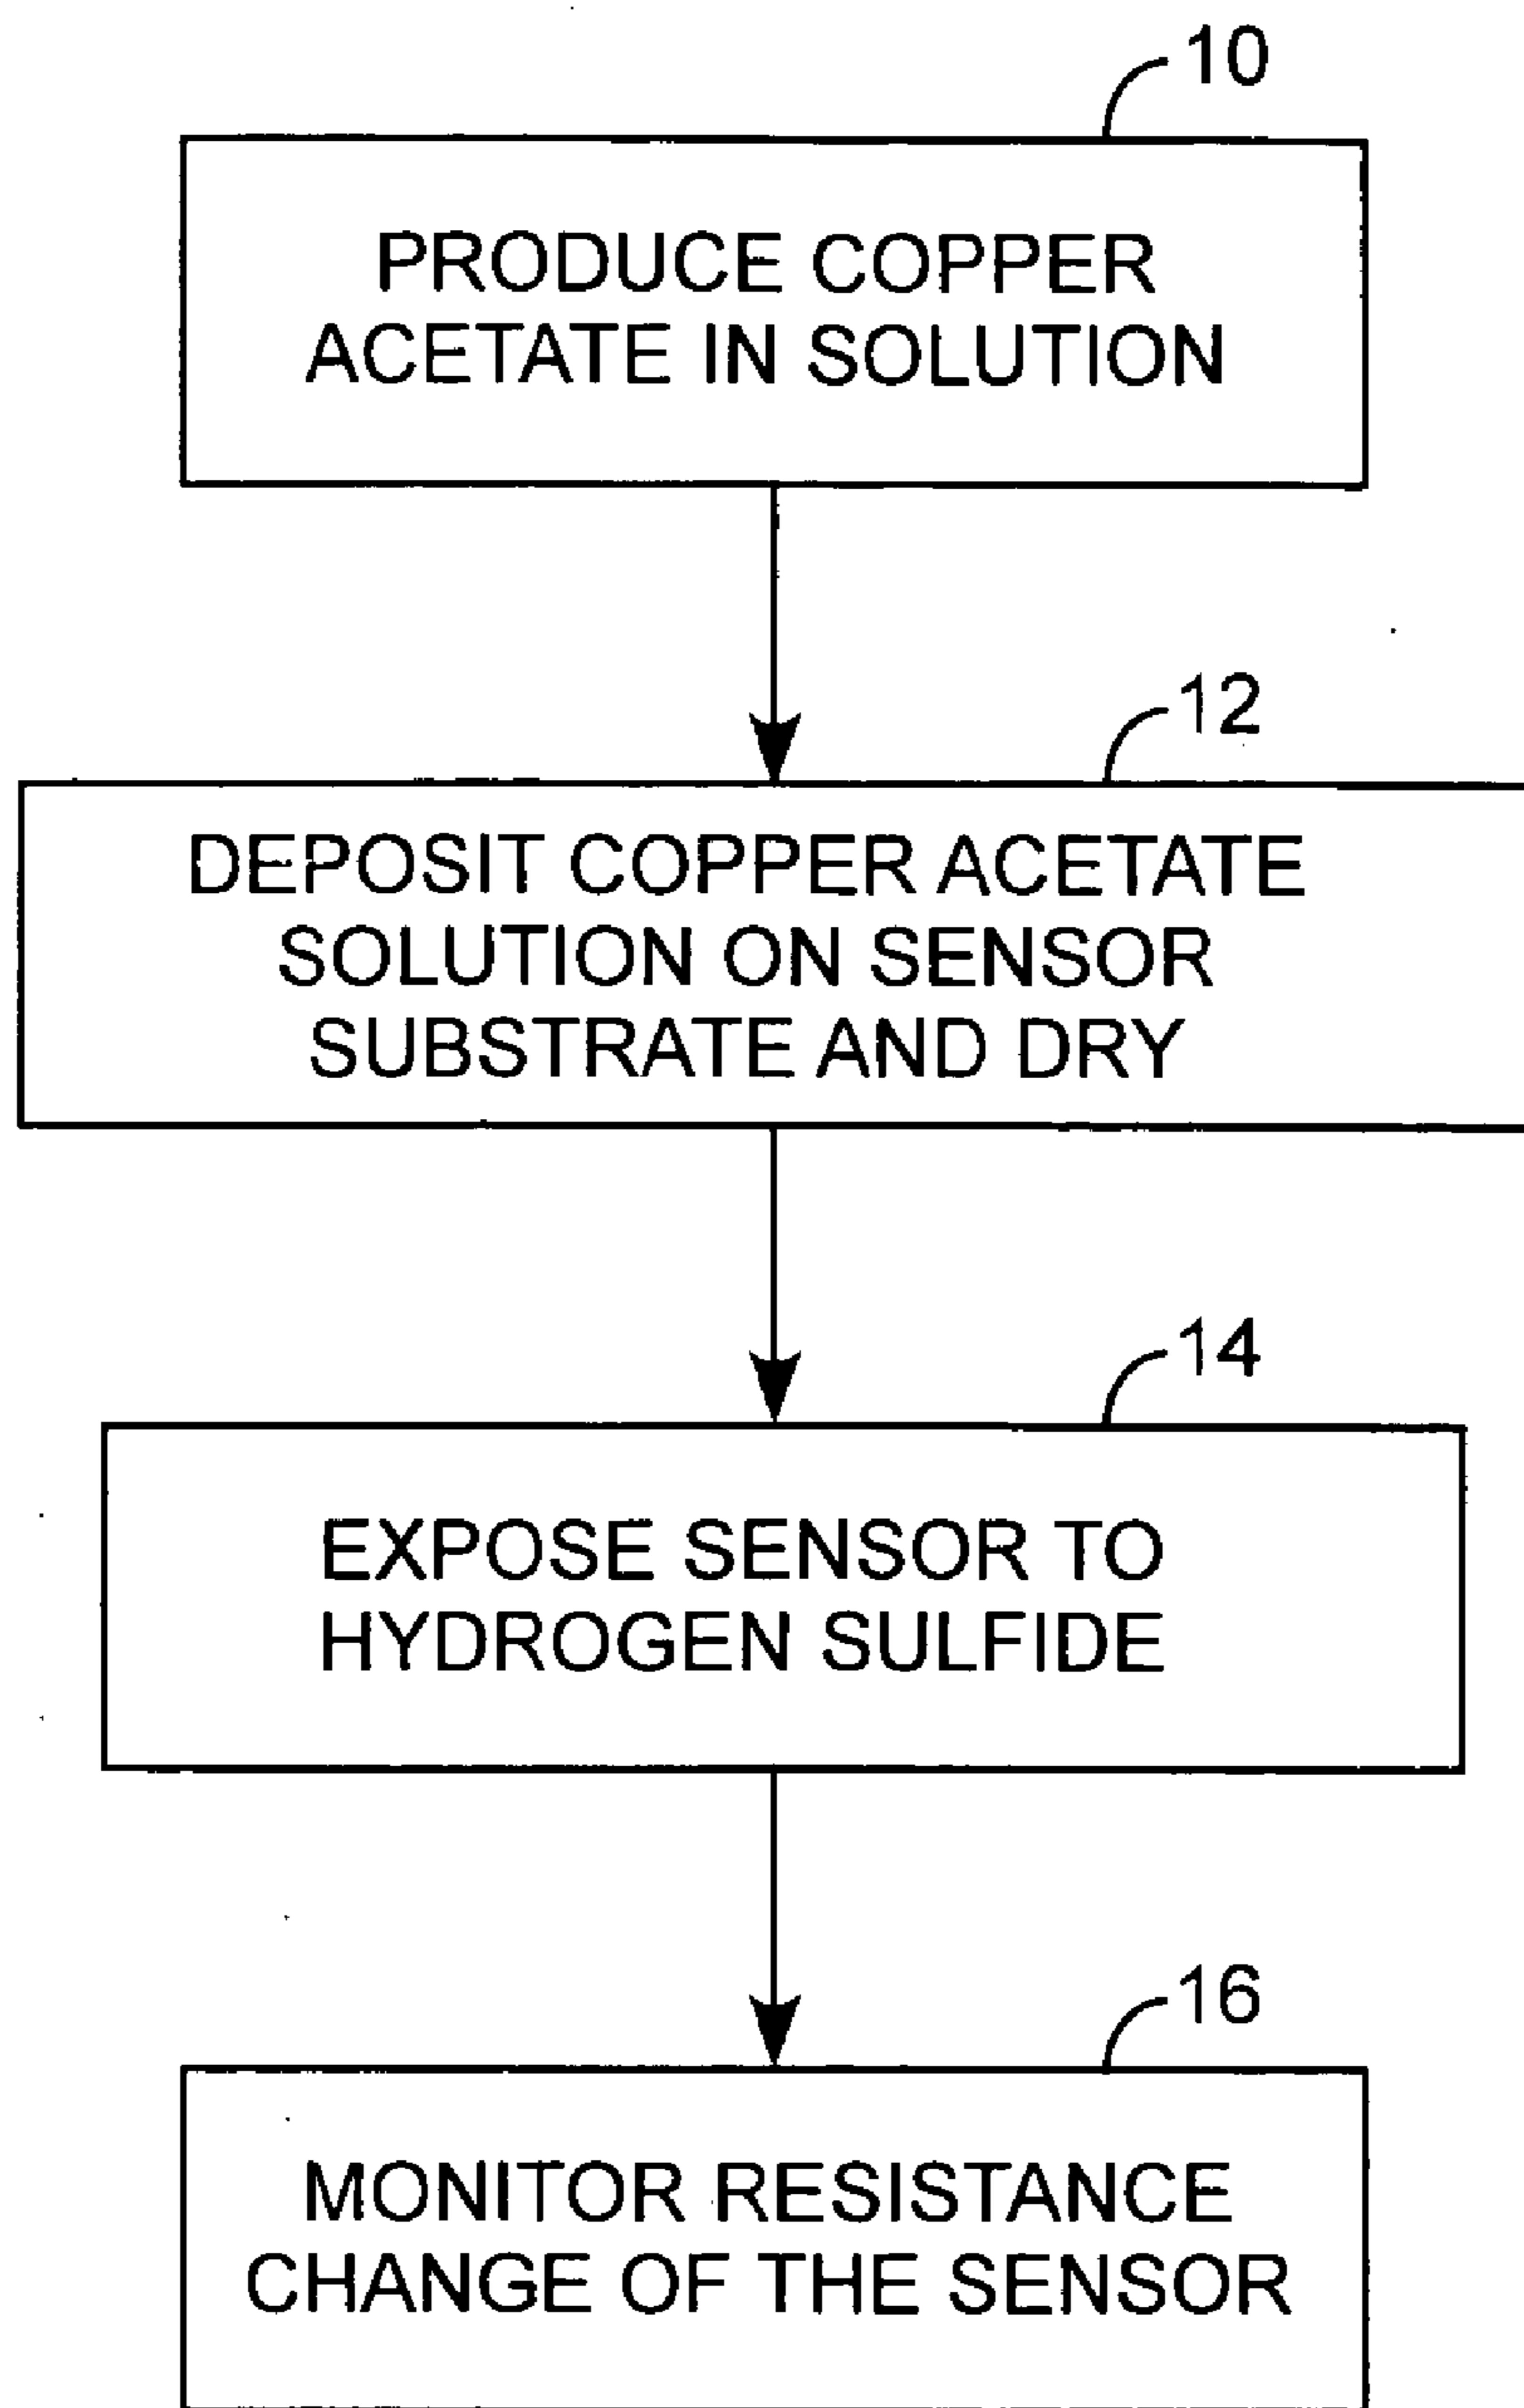 10
PRODUCE COPPER
ACETATE IN SOLUTION
12
DEPOSIT COPPER ACETATE
SOLUTION ON SENSOR
SUBSTRATE AND DRY
14
EXPOSE SENSOR TO
HYDROGEN SULFIDE
16
MONITOR RESISTANCE
CHANGE OF THE SENSOR